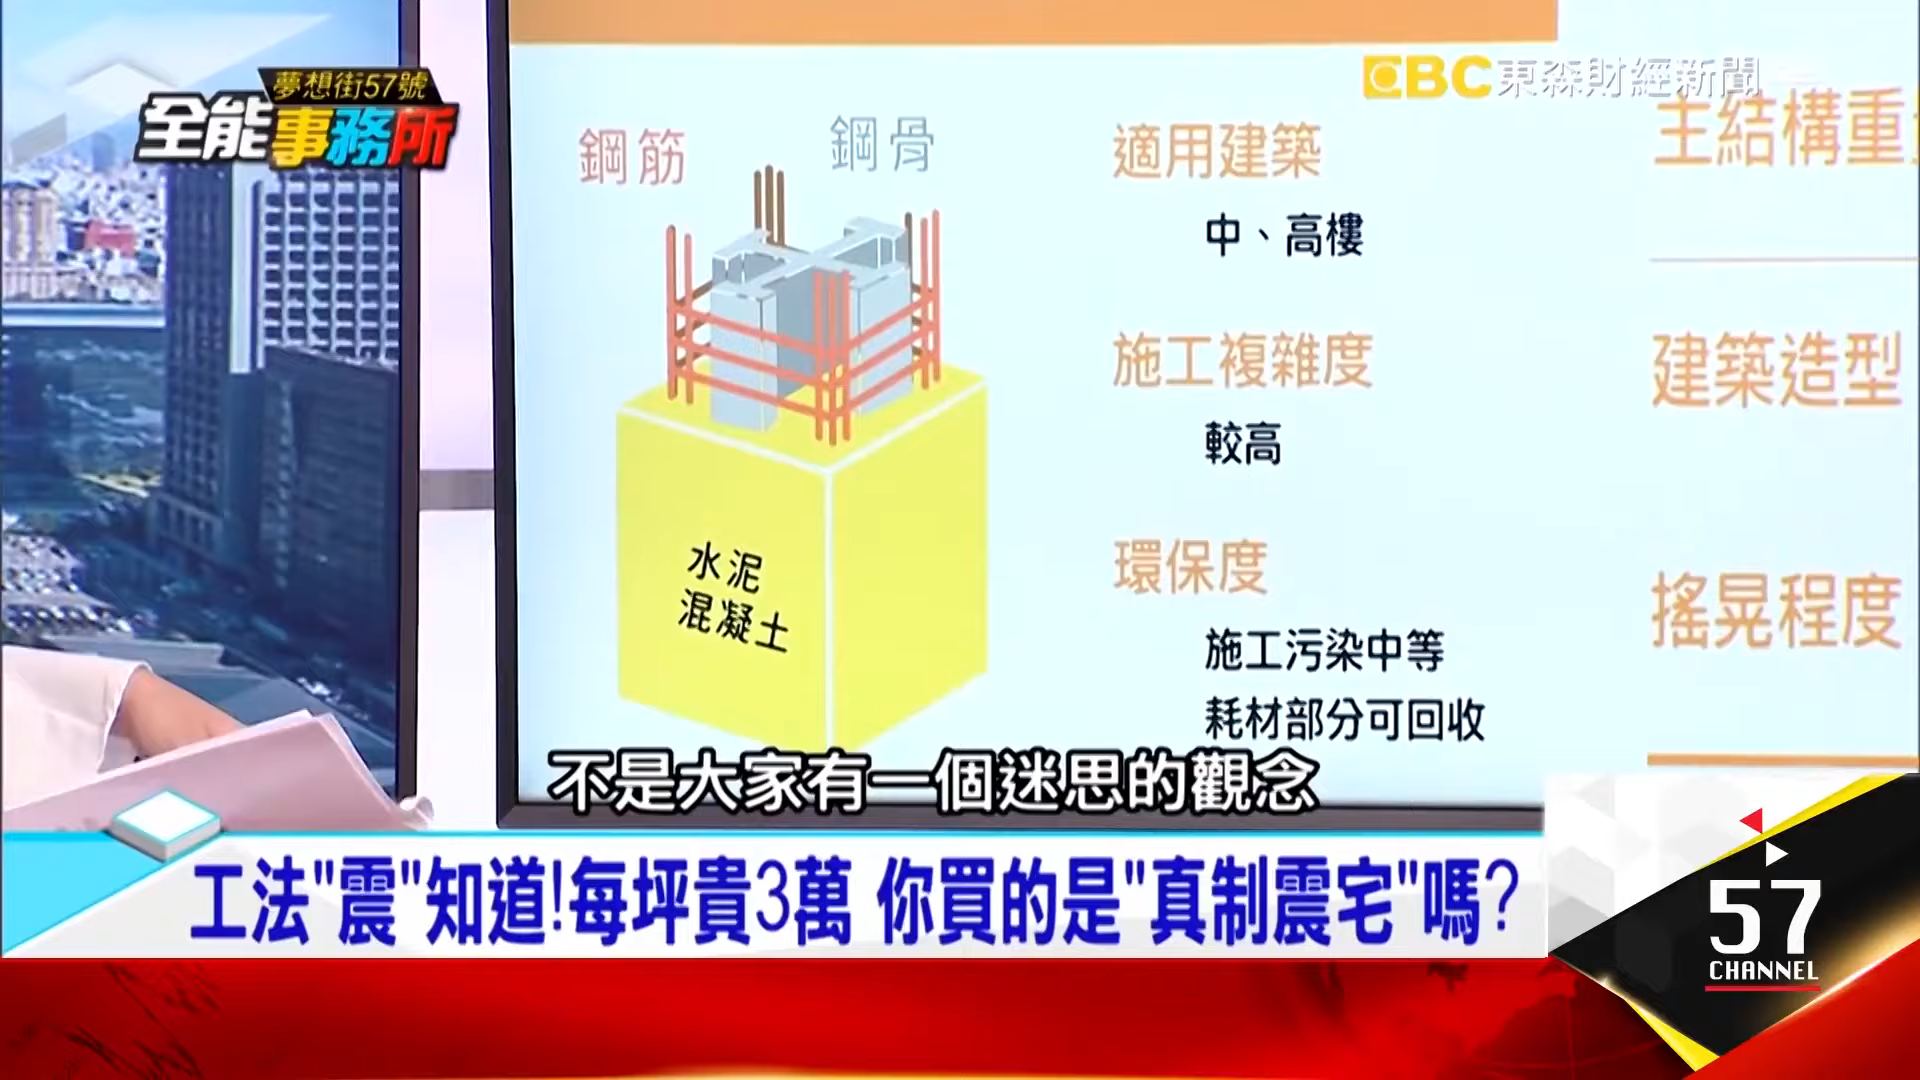 夢想街57號
全能事務所
EBC東森財經新聞
鋼筋
鋼骨
水泥
混凝土
適用建築
中、高樓
施工複雜度
較高
環保度
施工污染中等
耗材部分可回收
主結構重
建築造型
搖晃程度
不是大家有一個迷思的觀念
工法"震"知道!每坪貴3萬 你買的是"真制震宅"嗎?
57
CHANNEL